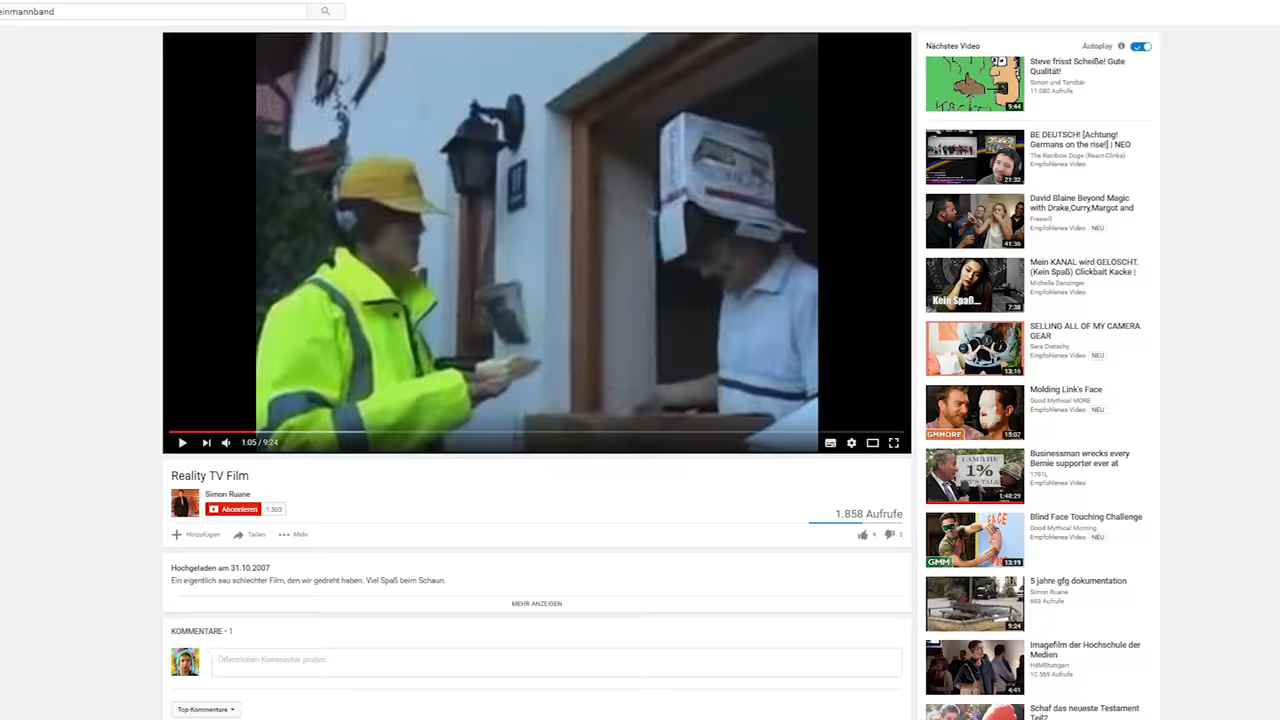 einmannband
1:05 / 9:24
Reality TV Film
Simon Ruane
Abonnieren 1.503
1.858 Aufrufe
Hinzufügen Teilen Mehr
4 3
Hochgeladen am 31.10.2007
Ein eigentlich sau schlechter Film, den wir gedreht haben. Viel Spaß beim Schaun.
MEHR ANZEIGEN
KOMMENTARE • 1
Öffentlichen Kommentar posten
Top-Kommentare
Nächstes Video Autoplay
Steve frisst Scheiße! Gute
Qualität!
Simon und Tanzbär
11.080 Aufrufe
9:44
BE DEUTSCH! [Achtung!
Germans on the rise!] | NEO
The Rainbow Doge (React-Clinks)
Empfohlenes Video
21:32
David Blaine Beyond Magic
with Drake,Curry,Margot and
Freewill
Empfohlenes Video NEU
41:36
Mein KANAL wird GELÖSCHT.
(Kein Spaß) Clickbait Kacke |
Michelle Danzinger
Empfohlenes Video
Kein Spaß...
7:38
SELLING ALL OF MY CAMERA
GEAR
Sara Dietschy
Empfohlenes Video NEU
13:16
Molding Link's Face
Good Mythical MORE
Empfohlenes Video NEU
GMMORE
15:07
Businessman wrecks every
Bernie supporter ever at
1791L
Empfohlenes Video
I AM THE
1%
LET'S TALK
1:48:29
Blind Face Touching Challenge
Good Mythical Morning
Empfohlenes Video NEU
FACE
GMM
13:19
5 jahre gfg dokumentation
Simon Ruane
693 Aufrufe
9:24
Imagefilm der Hochschule der
Medien
HdMStuttgart
10.569 Aufrufe
4:41
Schaf das neueste Testament
Teil2